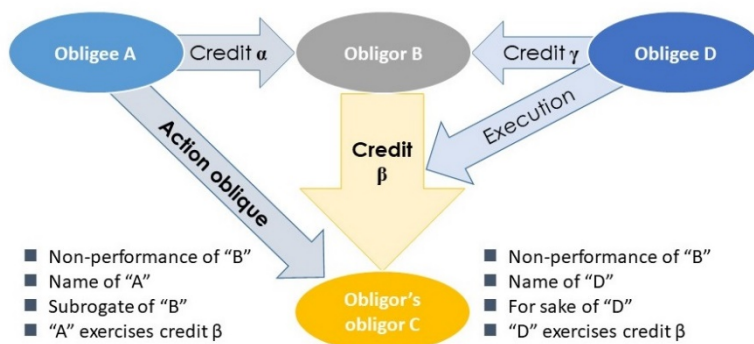 Obligee A
Credit α
Obligor B
Credit γ
Obligee D
Action oblique
Credit
β
Execution
Obligor's
obligor C
■ Non-performance of "B"
■ Name of "A"
■ Subrogate of "B"
■ "A" exercises credit β
■ Non-performance of "B"
■ Name of "D"
■ For sake of "D"
■ "D" exercises credit β